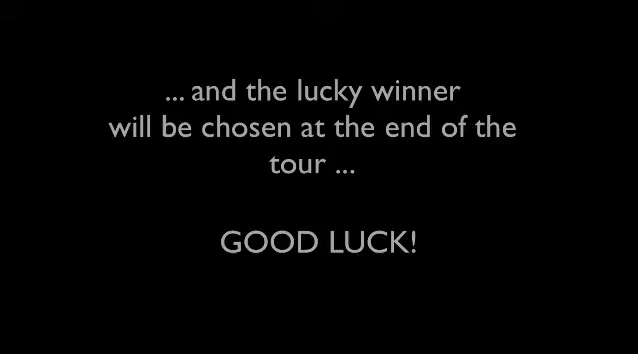 ... and the lucky winner
will be chosen at the end of the
tour ...
GOOD LUCK!